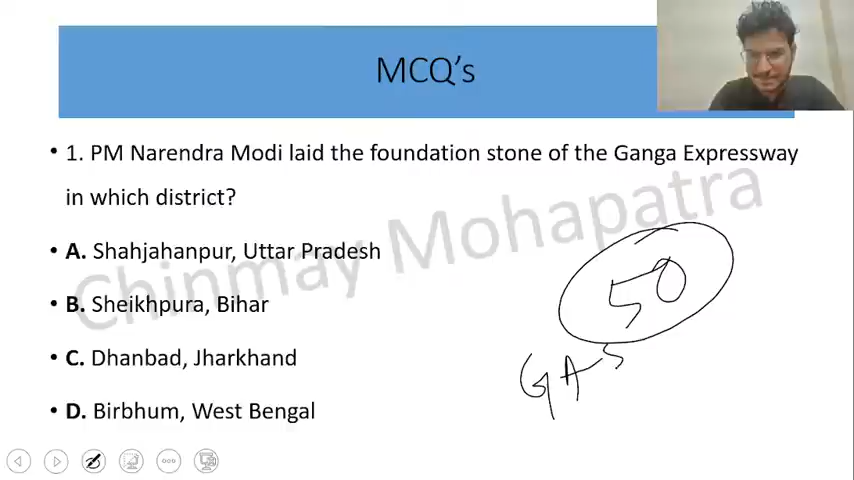 MCQ's
• 1. PM Narendra Modi laid the foundation stone of the Ganga Expressway
in which district?
• A. Shahjahanpur, Uttar Pradesh
• B. Sheikhpura, Bihar
• C. Dhanbad, Jharkhand
• D. Birbhum, West Bengal
Chinmay Mohapatra
50
GAS